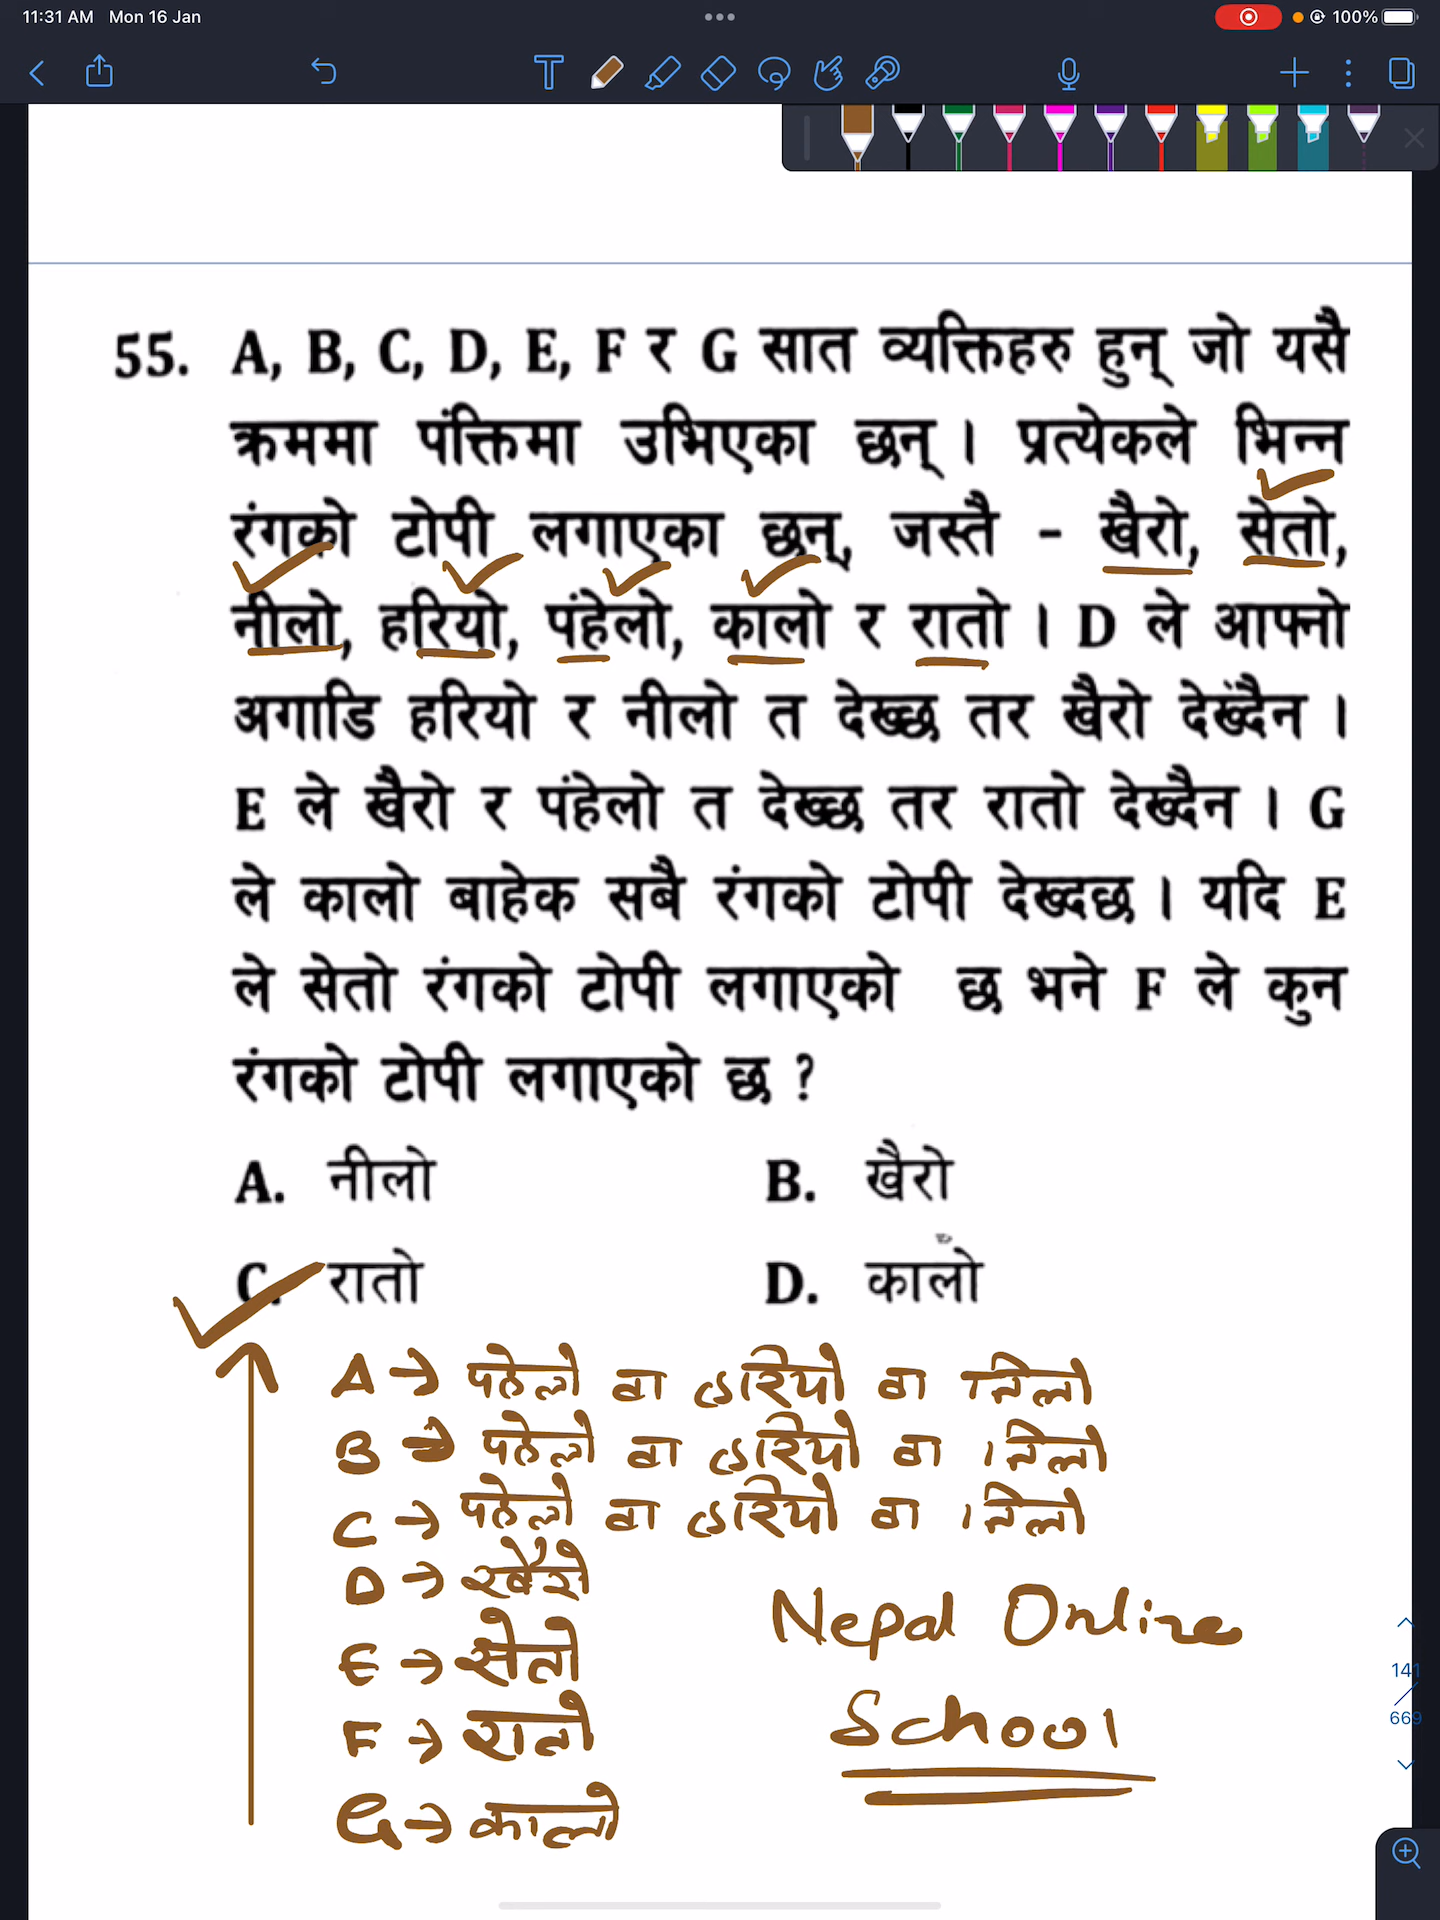 11:31 AM Mon 16 Jan
100%
55. A, B, C, D, E, F र G सात व्यक्तिहरु हुन् जो यसै
क्रममा पंक्तिमा उभिएका छन् । प्रत्येकले भिन्न
रंगको टोपी लगाएका छन्, जस्तै - खैरो, सेतो,
नीलो, हरियो, पंहेलो, कालो र रातो । D ले आफ्नो
अगाडि हरियो र नीलो त देख्छ तर खैरो देख्दैन ।
E ले खैरो र पंहेलो त देख्छ तर रातो देख्दैन । G
ले कालो बाहेक सबै रंगको टोपी देख्दछ । यदि E
ले सेतो रंगको टोपी लगाएको छ भने F ले कुन
रंगको टोपी लगाएको छ ?
A. नीलो B. खैरो
C. रातो D. कालो
A → पहेलो वा हरियो वा निलो
B → पहेलो वा हरियो वा निलो
C → पहेलो वा हरियो वा निलो
D → खैरो
E → सेतो
F → रातो
G → कालो
Nepal Online
School
141
669